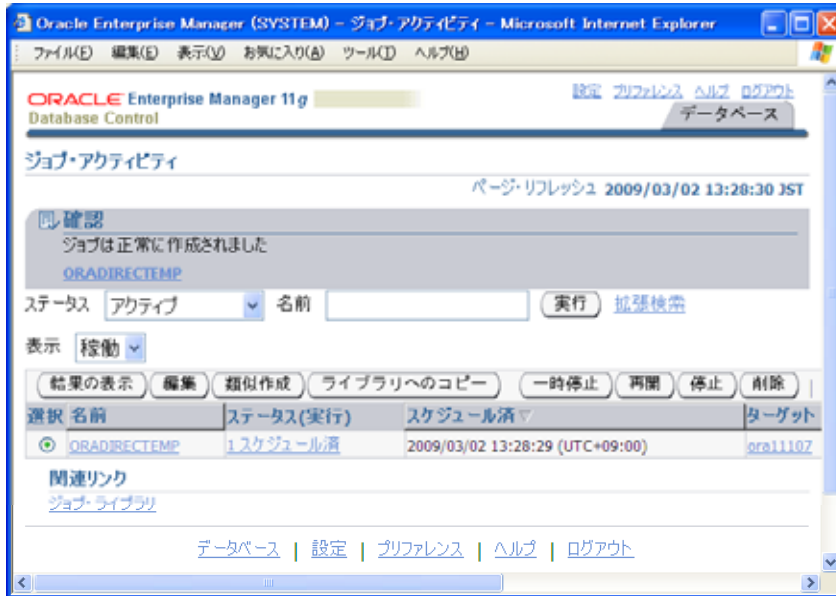 Oracle Enterprise Manager (SYSTEM) - ジョブ・アクティビティ - Microsoft Internet Explorer
ファイル(F) 編集(E) 表示(V) お気に入り(A) ツール(T) ヘルプ(H)
設定 プリファレンス ヘルプ ログアウト
ORACLE Enterprise Manager 11g
Database Control
データベース
ジョブ・アクティビティ
ページ・リフレッシュ 2009/03/02 13:28:30 JST
確認
ジョブは正常に作成されました
ORADIRECTEMP
ステータス アクティブ 名前 実行 拡張検索
表示 稼働
結果の表示 編集 類似作成 ライブラリへのコピー 一時停止 再開 停止 削除
選択 名前 ステータス(実行) スケジュール済 ターゲット
ORADIRECTEMP 1 スケジュール済 2009/03/02 13:28:29 (UTC+09:00) ora11107
関連リンク
ジョブ・ライブラリ
データベース | 設定 | プリファレンス | ヘルプ | ログアウト